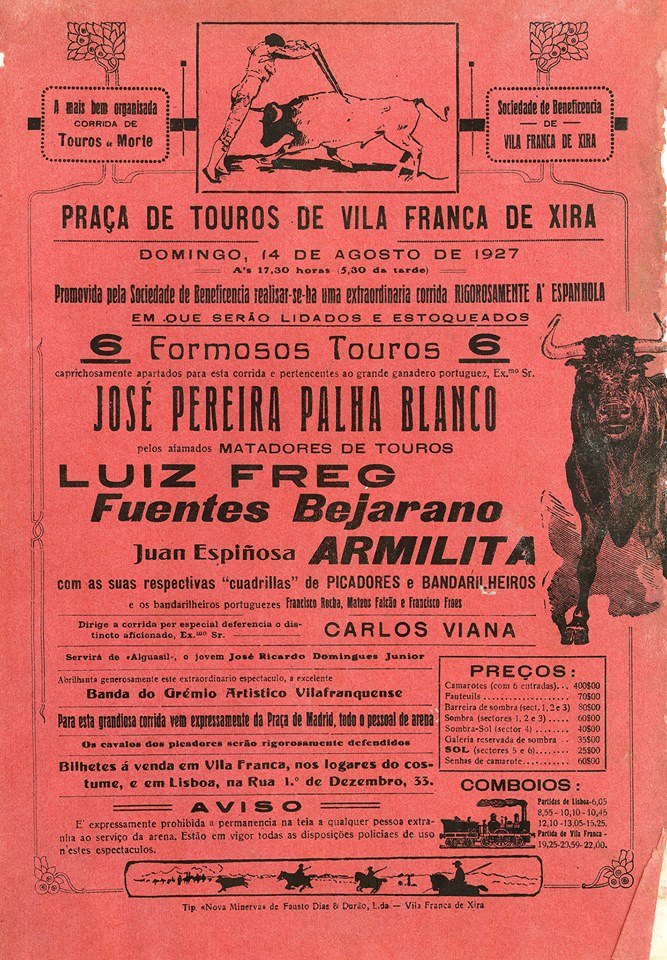 A mais bem organisada
CORRIDA DE
Touros de Morte
Sociedade de Beneficencia
DE
VILA FRANCA DE XIRA
PRAÇA DE TOUROS DE VILA FRANCA DE XIRA
DOMINGO, 14 DE AGOSTO DE 1927
A's 17,30 horas (5,30 da tarde)
Promovida pela Sociedade de Beneficencia realisar-se-ha uma extraordinaria corrida RIGOROSAMENTE A' ESPANHOLA
EM QUE SERÃO LIDADOS E ESTOQUEADOS
6 Formosos Touros 6
caprichosamente apartados para esta corrida e pertencentes ao grande ganadero portuguez, Ex.mo Sr.
JOSÉ PEREIRA PALHA BLANCO
pelos afamados MATADORES DE TOUROS
LUIZ FREG
Fuentes Bejarano
Juan Espiñosa ARMILITA
com as suas respectivas "cuadrillas" de PICADORES e BANDARILHEIROS
e os bandarilheiros portuguezes Francisco Rocha, Mateus Falcão e Francisco Froes
Dirige a corrida por especial deferencia o dis-
tincto aficionado, Ex.mo Sr. CARLOS VIANA
Servirá de «Alguasil», o jovem José Ricardo Domingues Junior
Abrilhanta generosamente este extraordinario espectaculo, a excelente
Banda do Grémio Artistico Vilafranquense
Para esta grandiosa corrida vem expressamente da Praça de Madrid, todo o pessoal de arena
Os cavalos dos picadores serão rigorosamente defendidos
Bilhetes á venda em Vila Franca, nos logares do cos-
tume, e em Lisboa, na Rua 1.º de Dezembro, 33.
PREÇOS:
Camarotes (com 6 entradas)... 400$00
Fauteuils 70$00
Barreira de sombra (sect. 1, 2 e 3) 80$00
Sombra (sectores 1, 2 e 3) 60$00
Sombra-Sol (sector 4) 40$00
Galeria reservada de sombra 35$00
SOL (sectores 5 e 6) 25$00
Senhas de camarote 60$00
AVISO
E' expressamente prohibida a permanencia na teia a qualquer pessoa extra-
nha ao serviço da arena. Estão em vigor todas as disposições policiaes de uso
n'estes espectaculos.
COMBOIOS:
Partidas de Lisboa-6,05
8,55-10,10-10,45
12,10-13,05-15,25.
Partida de Vila Franca-
19,25-23,59-22,00.
Tip. «Nova Minerva» de Fausto Dias & Durão, L.da — Vila Franca de Xira